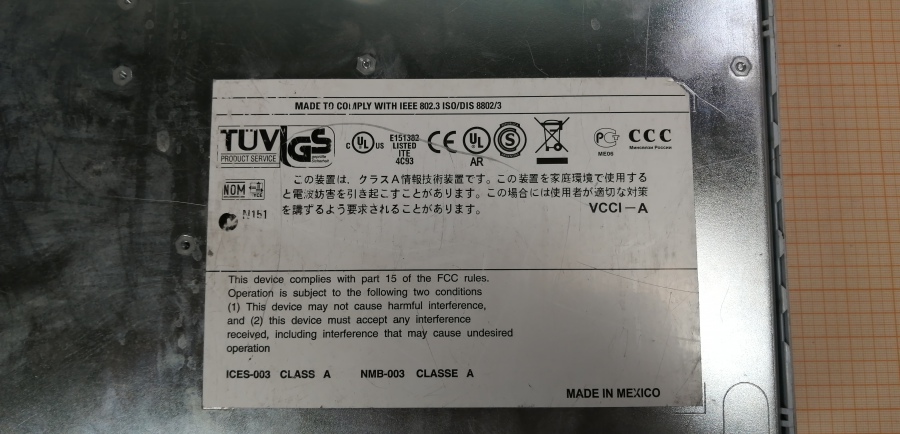 MADE TO COMPLY WITH IEEE 802.3 ISO/DIS 8802/3
TÜV GS
PRODUCT SERVICE
C UL US
E151382
LISTED
ITE
4C93
CE
UL
AR
S
PG
ME06
CCC
Минсвязи России
NOM
この装置は、クラスA情報技術装置です。この装置を家庭環境で使用する
と電波妨害を引き起こすことがあります。この場合には使用者が適切な対策
を講ずるよう要求されることがあります。
VCCI-A
N151
This device complies with part 15 of the FCC rules.
Operation is subject to the following two conditions
(1) This device may not cause harmful interference,
and (2) this device must accept any interference
received, including interference that may cause undesired
operation
ICES-003 CLASS A NMB-003 CLASSE A
MADE IN MEXICO